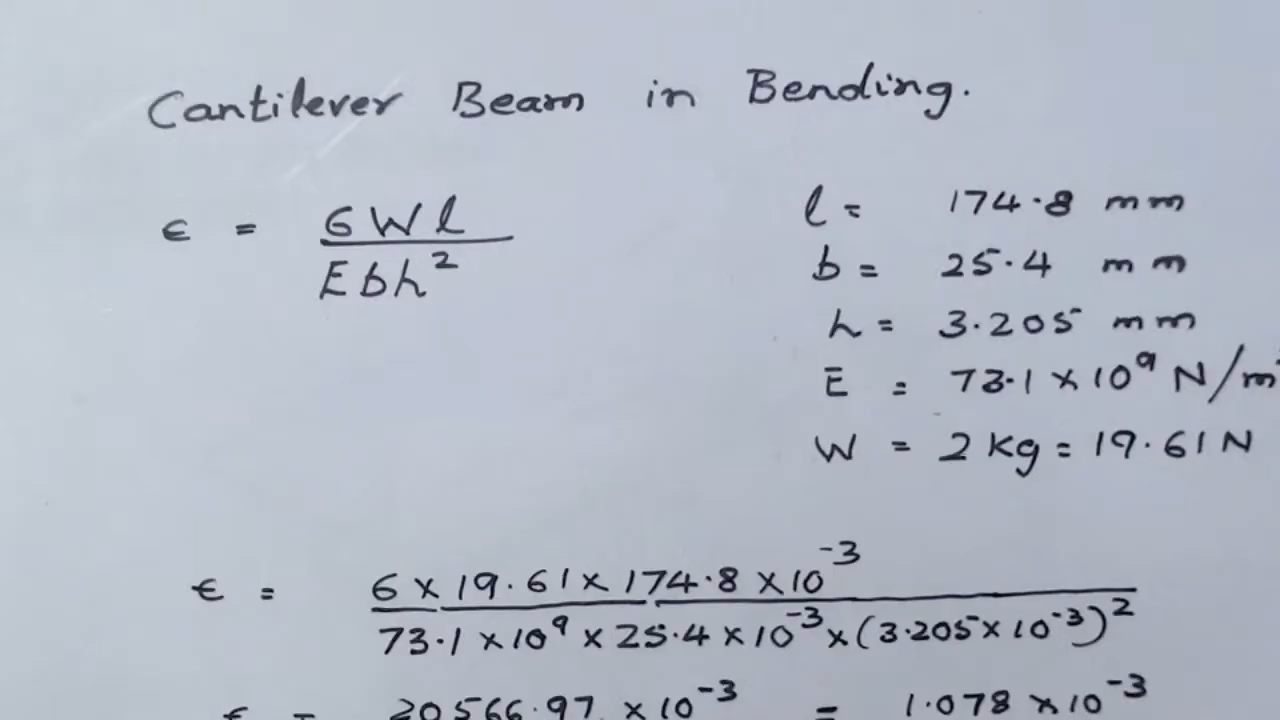 Cantilever Beam in Bending.
ϵ = 6Wl / Ebh²
l = 174.8 mm
b = 25.4 mm
h = 3.205 mm
E = 73.1 × 10⁹ N/m
W = 2 Kg = 19.61 N
ϵ = 6 × 19.61 × 174.8 × 10⁻³ / 73.1 × 10⁹ × 25.4 × 10⁻³ × (3.205 × 10⁻³)²
ϵ = 20566.97 × 10⁻³ = 1.078 × 10⁻³